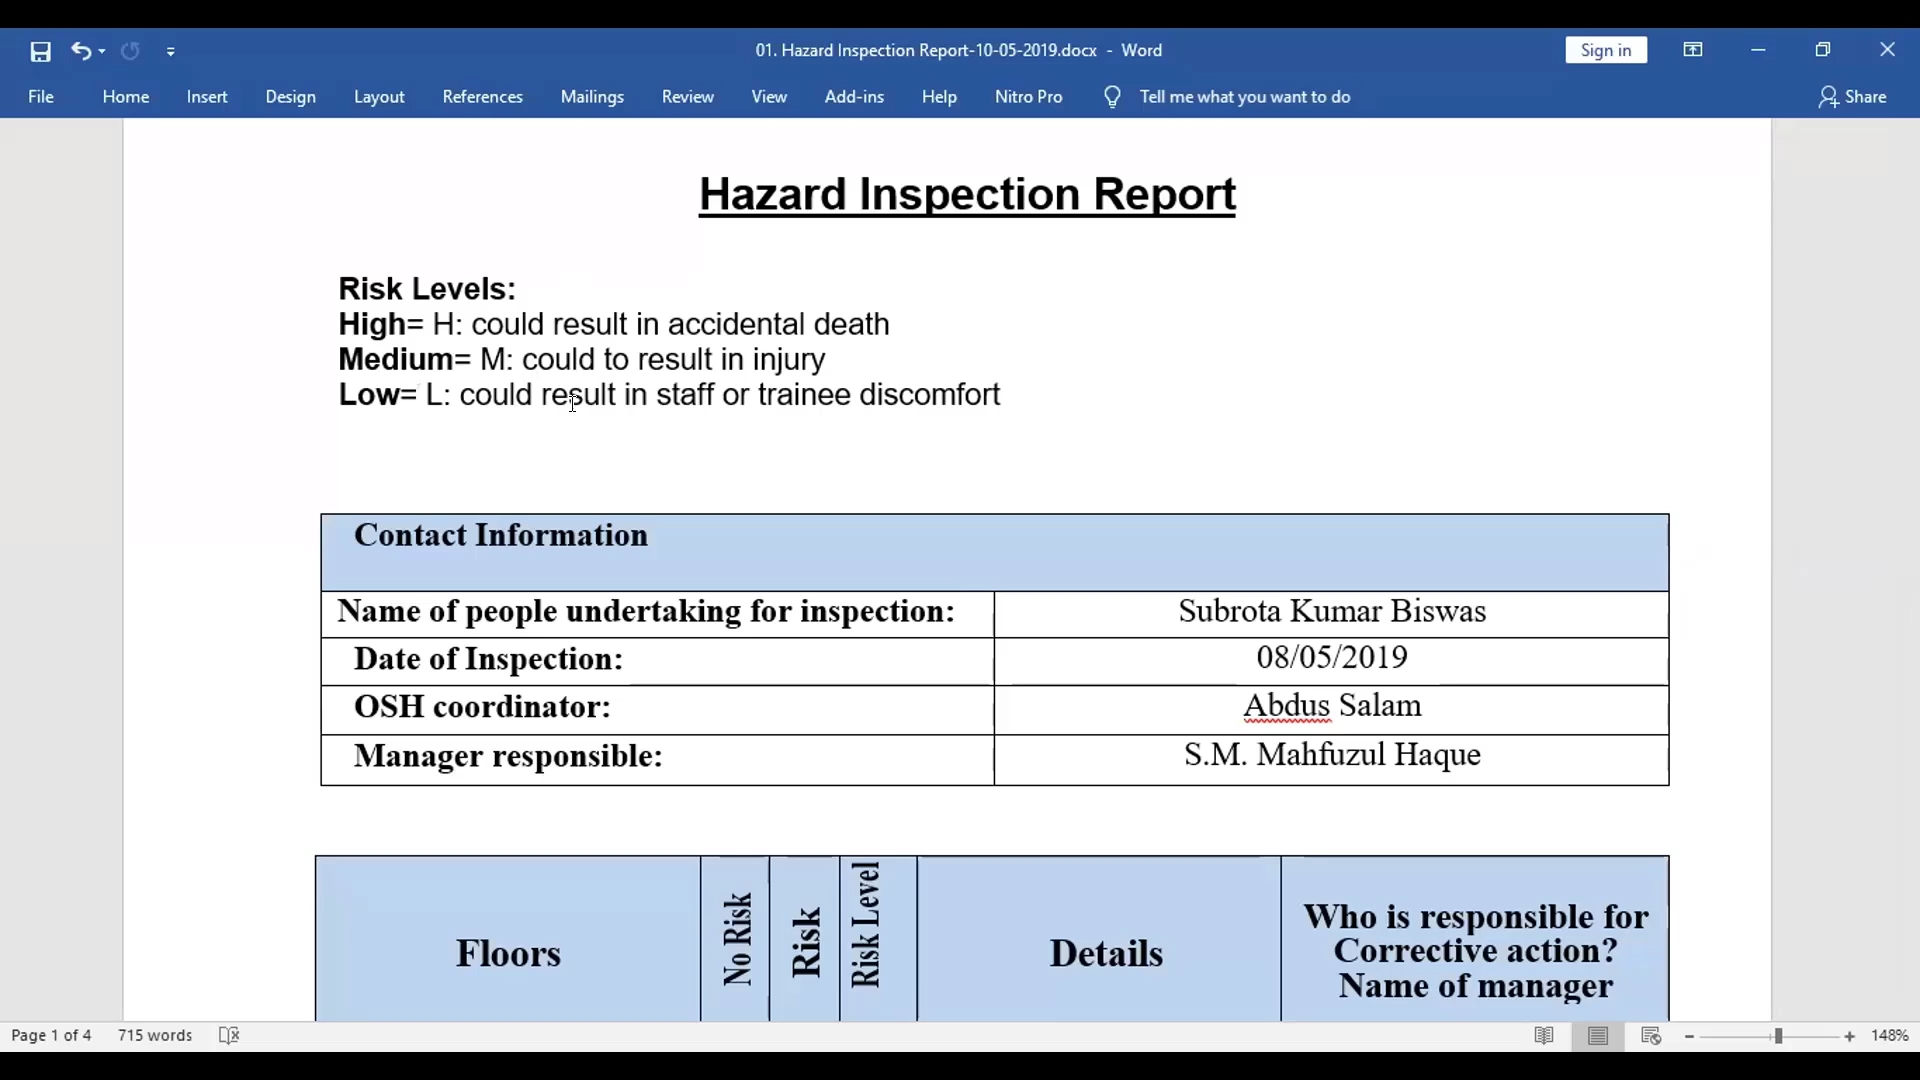 01. Hazard Inspection Report-10-05-2019.docx - Word
Sign in
File Home Insert Design Layout References Mailings Review View Add-ins Help Nitro Pro Tell me what you want to do Share
Hazard Inspection Report
Risk Levels:
High= H: could result in accidental death
Medium= M: could to result in injury
Low= L: could result in staff or trainee discomfort
Contact Information
Name of people undertaking for inspection: Subrota Kumar Biswas
Date of Inspection: 08/05/2019
OSH coordinator: Abdus Salam
Manager responsible: S.M. Mahfuzul Haque
Floors
No Risk
Risk
Risk Level
Details
Who is responsible for
Corrective action?
Name of manager
Page 1 of 4 715 words 148%